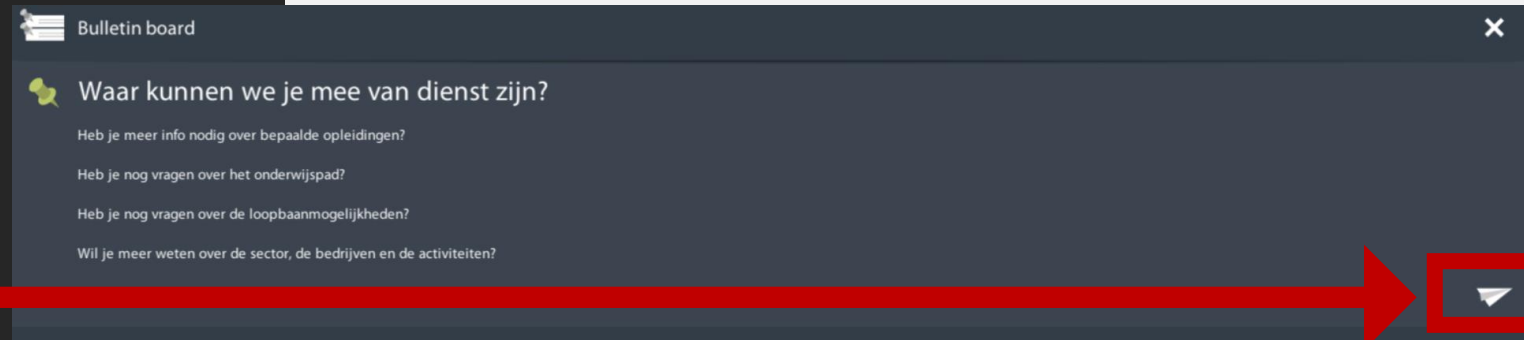 Bulletin board
Waar kunnen we je mee van dienst zijn?
Heb je meer info nodig over bepaalde opleidingen?
Heb je nog vragen over het onderwijspad?
Heb je nog vragen over de loopbaanmogelijkheden?
Wil je meer weten over de sector, de bedrijven en de activiteiten?